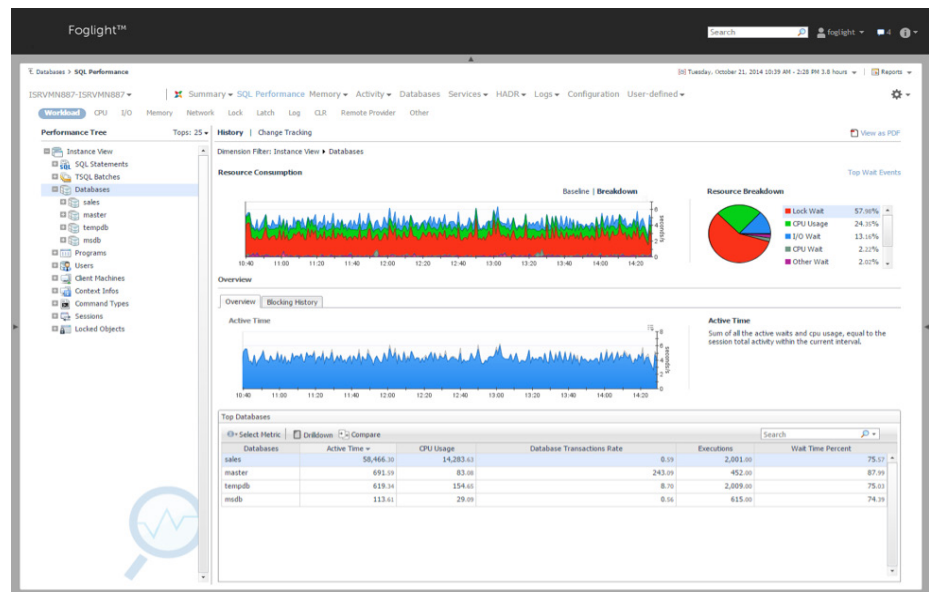 Foglight™
Search
foglight
4
Databases > SQL Performance
Tuesday, October 21, 2014 10:39 AM - 2:28 PM 3.8 hours
Reports
ISRVMN887-ISRVMN887
Summary SQL Performance Memory Activity Databases Services HADR Logs Configuration User-defined
Workload CPU I/O Memory Network Lock Latch Log CLR Remote Provider Other
Performance Tree Tops: 25
History | Change Tracking
View as PDF
Instance View
SQL Statements
TSQL Batches
Databases
sales
master
tempdb
msdb
Programs
Users
Client Machines
Context Infos
Command Types
Sessions
Locked Objects
Dimension Filter: Instance View Databases
Resource Consumption
Top Wait Events
Baseline | Breakdown
6
4
2
0
seconds/s
10:40 11:00 11:20 11:40 12:00 12:20 12:40 13:00 13:20 13:40 14:00 14:20
Resource Breakdown
Lock Wait 57.98%
CPU Usage 24.35%
I/O Wait 13.16%
CPU Wait 2.22%
Other Wait 2.02%
Overview
Overview Blocking History
Active Time
8
6
4
2
0
seconds/s
10:40 11:00 11:20 11:40 12:00 12:20 12:40 13:00 13:20 13:40 14:00 14:20
Active Time
Sum of all the active waits and cpu usage, equal to the
session total activity within the current interval.
Top Databases
Select Metric Drilldown Compare
Search
Databases Active Time CPU Usage Database Transactions Rate Executions Wait Time Percent
sales 58,466.30 14,283.63 0.59 2,001.00 75.57
master 691.59 83.08 243.09 452.00 87.99
tempdb 619.34 154.65 8.70 2,009.00 75.03
msdb 113.61 29.09 0.56 615.00 74.39